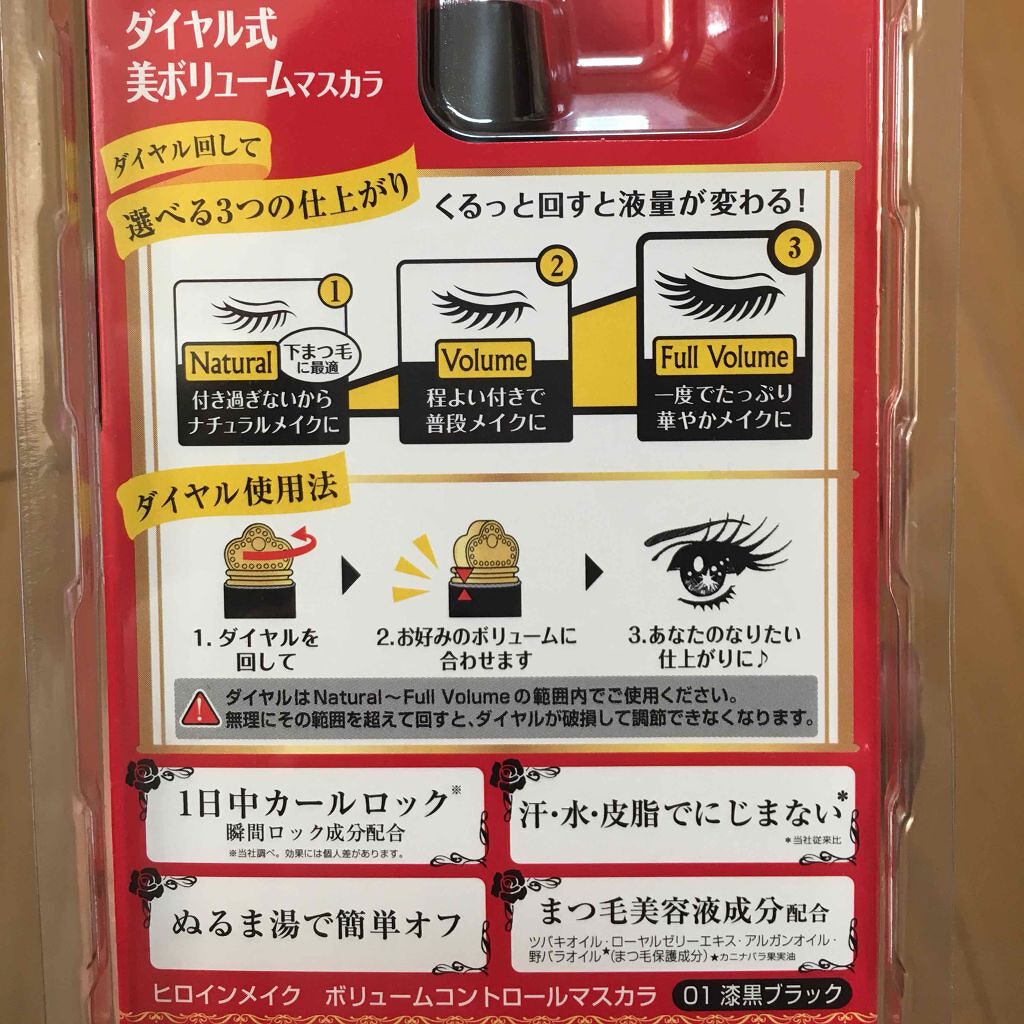 ダイヤル式
美ボリュームマスカラ
ダイヤル回して
選べる3つの仕上がり
くるっと回すと液量が変わる!
1
Natural
下まつ毛
に最適
付き過ぎないから
ナチュラルメイクに
2
Volume
程よい付きで
普段メイクに
3
Full Volume
一度でたっぷり
華やかメイクに
ダイヤル使用法
1. ダイヤルを
回して
2.お好みのボリュームに
合わせます
3.あなたのなりたい
仕上がりに♪
ダイヤルはNatural～Full Volumeの範囲内でご使用ください。
無理にその範囲を超えて回すと、ダイヤルが破損して調節できなくなります。
1日中カールロック※
瞬間ロック成分配合
※当社調べ。効果には個人差があります。
汗・水・皮脂でにじまない*
*当社従来比
ぬるま湯で簡単オフ
まつ毛美容液成分配合
ツバキオイル・ローヤルゼリーエキス・アルガンオイル・
野バラオイル★(まつ毛保護成分)★カニナバラ果実油
ヒロインメイク ボリュームコントロールマスカラ 01 漆黒ブラック